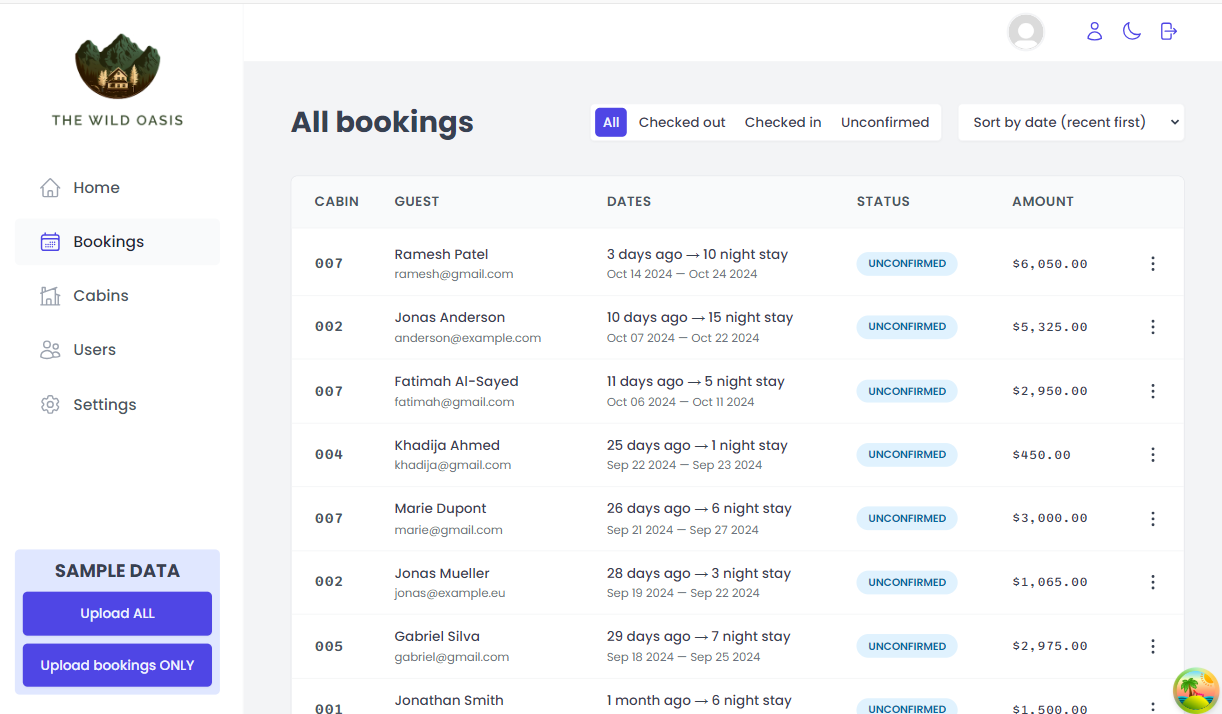 THE WILD OASIS
Home
Bookings
Cabins
Users
Settings
SAMPLE DATA
Upload ALL
Upload bookings ONLY
All bookings
All Checked out Checked in Unconfirmed Sort by date (recent first)
CABIN GUEST DATES STATUS AMOUNT
007 Ramesh Patel 3 days ago → 10 night stay UNCONFIRMED $6,050.00
ramesh@gmail.com Oct 14 2024 — Oct 24 2024
002 Jonas Anderson 10 days ago → 15 night stay UNCONFIRMED $5,325.00
anderson@example.com Oct 07 2024 — Oct 22 2024
007 Fatimah Al-Sayed 11 days ago → 5 night stay UNCONFIRMED $2,950.00
fatimah@gmail.com Oct 06 2024 — Oct 11 2024
004 Khadija Ahmed 25 days ago → 1 night stay UNCONFIRMED $450.00
khadija@gmail.com Sep 22 2024 — Sep 23 2024
007 Marie Dupont 26 days ago → 6 night stay UNCONFIRMED $3,000.00
marie@gmail.com Sep 21 2024 — Sep 27 2024
002 Jonas Mueller 28 days ago → 3 night stay UNCONFIRMED $1,065.00
jonas@example.eu Sep 19 2024 — Sep 22 2024
005 Gabriel Silva 29 days ago → 7 night stay UNCONFIRMED $2,975.00
gabriel@gmail.com Sep 18 2024 — Sep 25 2024
001 Jonathan Smith 1 month ago → 6 night stay UNCONFIRMED $1,500.00